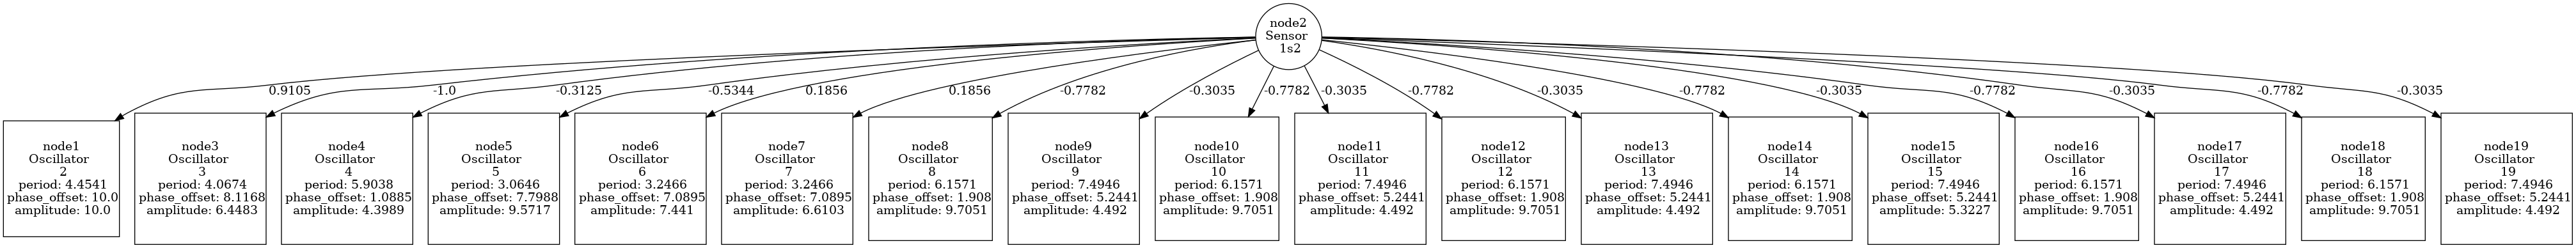 node2
Sensor
1s2
0.9105
-1.0
-0.3125
-0.5344
0.1856
0.1856
-0.7782
-0.3035
-0.7782
-0.3035
-0.7782
-0.3035
-0.7782
-0.3035
-0.7782
-0.3035
-0.7782
-0.3035
node1
Oscillator
2
period: 4.4541
phase_offset: 10.0
amplitude: 10.0
node3
Oscillator
3
period: 4.0674
phase_offset: 8.1168
amplitude: 6.4483
node4
Oscillator
4
period: 5.9038
phase_offset: 1.0885
amplitude: 4.3989
node5
Oscillator
5
period: 3.0646
phase_offset: 7.7988
amplitude: 9.5717
node6
Oscillator
6
period: 3.2466
phase_offset: 7.0895
amplitude: 7.441
node7
Oscillator
7
period: 3.2466
phase_offset: 7.0895
amplitude: 6.6103
node8
Oscillator
8
period: 6.1571
phase_offset: 1.908
amplitude: 9.7051
node9
Oscillator
9
period: 7.4946
phase_offset: 5.2441
amplitude: 4.492
node10
Oscillator
10
period: 6.1571
phase_offset: 1.908
amplitude: 9.7051
node11
Oscillator
11
period: 7.4946
phase_offset: 5.2441
amplitude: 4.492
node12
Oscillator
12
period: 6.1571
phase_offset: 1.908
amplitude: 9.7051
node13
Oscillator
13
period: 7.4946
phase_offset: 5.2441
amplitude: 4.492
node14
Oscillator
14
period: 6.1571
phase_offset: 1.908
amplitude: 9.7051
node15
Oscillator
15
period: 7.4946
phase_offset: 5.2441
amplitude: 5.3227
node16
Oscillator
16
period: 6.1571
phase_offset: 1.908
amplitude: 9.7051
node17
Oscillator
17
period: 7.4946
phase_offset: 5.2441
amplitude: 4.492
node18
Oscillator
18
period: 6.1571
phase_offset: 1.908
amplitude: 9.7051
node19
Oscillator
19
period: 7.4946
phase_offset: 5.2441
amplitude: 4.492